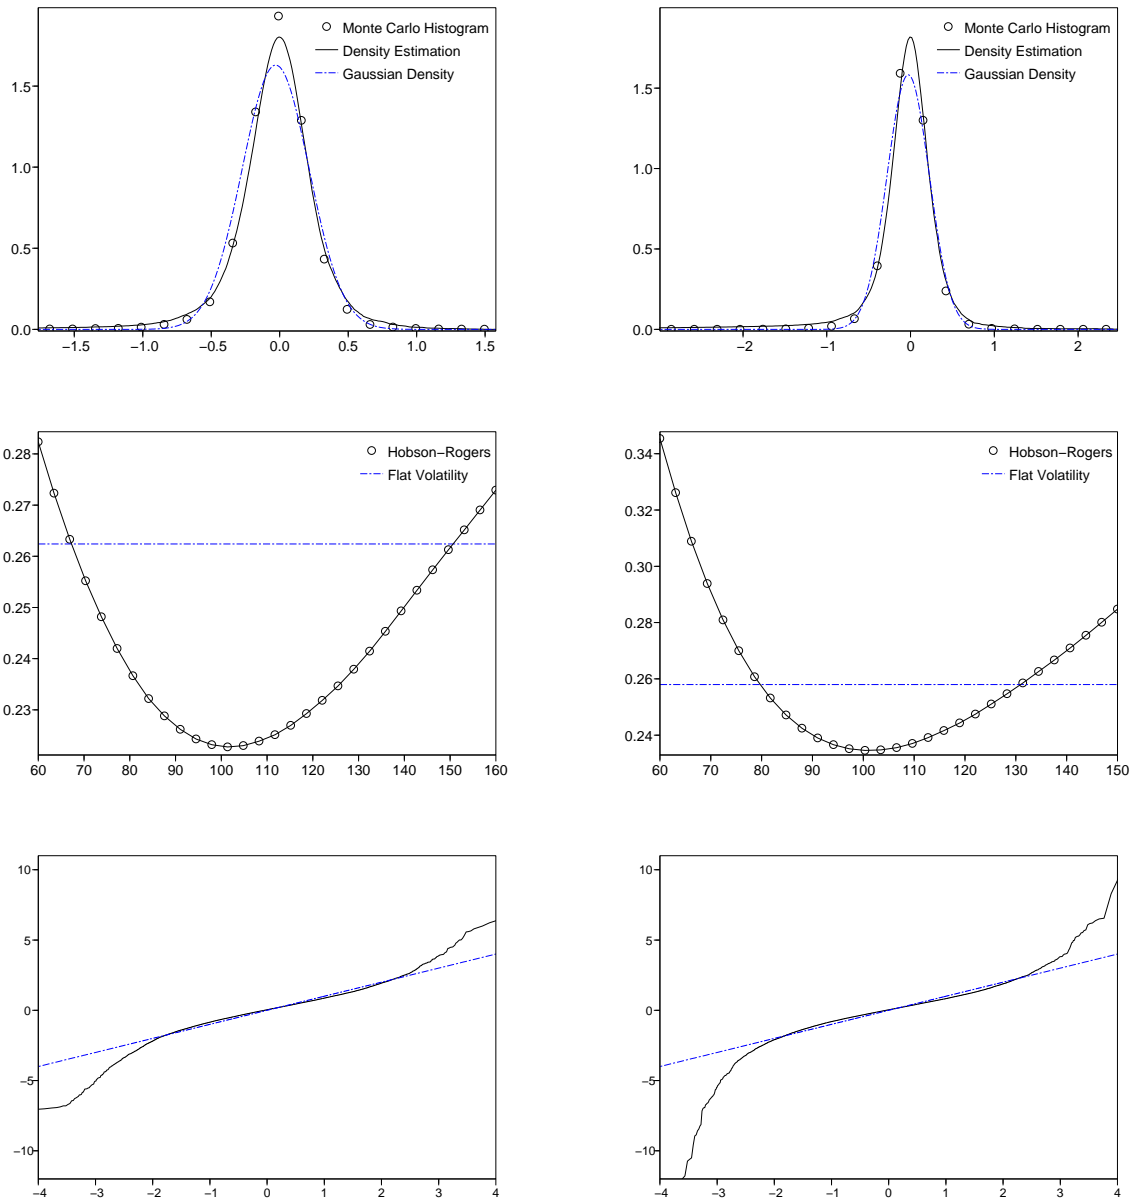 Monte Carlo Histogram
Density Estimation
Gaussian Density
1.5
1.0
0.5
0.0
−1.5 −1.0 −0.5 0.0 0.5 1.0 1.5
Monte Carlo Histogram
Density Estimation
Gaussian Density
1.5
1.0
0.5
0.0
−2 −1 0 1 2
Hobson−Rogers
Flat Volatility
0.28
0.27
0.26
0.25
0.24
0.23
60 70 80 90 100 110 120 130 140 150 160
Hobson−Rogers
Flat Volatility
0.34
0.32
0.30
0.28
0.26
0.24
60 70 80 90 100 110 120 130 150
10
5
0
−5
−10
−4 −3 −2 −1 0 1 2 3 4
10
5
0
−5
−10
−4 −3 −2 −1 0 1 2 3 4